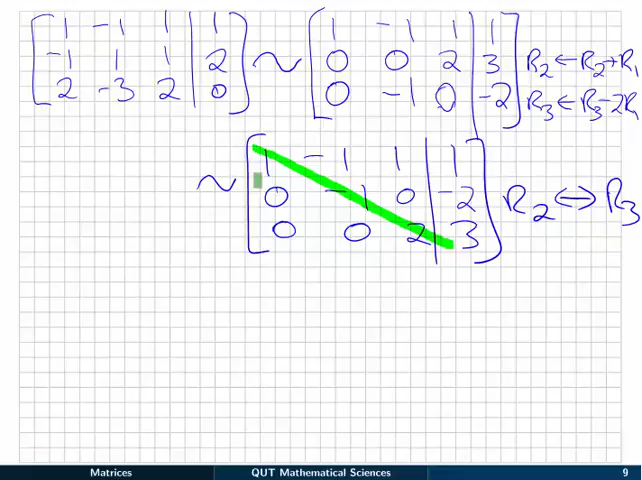 1 -1 1 | 1 1 -1 1 | 1
-1 1 1 | 2 ~ 0 0 2 | 3 R₂←R₂+R₁
2 -3 2 | 0 0 -1 0 | -2 R₃←R₃-2R₁
1 -1 1 | 1
~ 0 -1 0 | -2 R₂↔R₃
0 0 2 | 3
Matrices QUT Mathematical Sciences 9